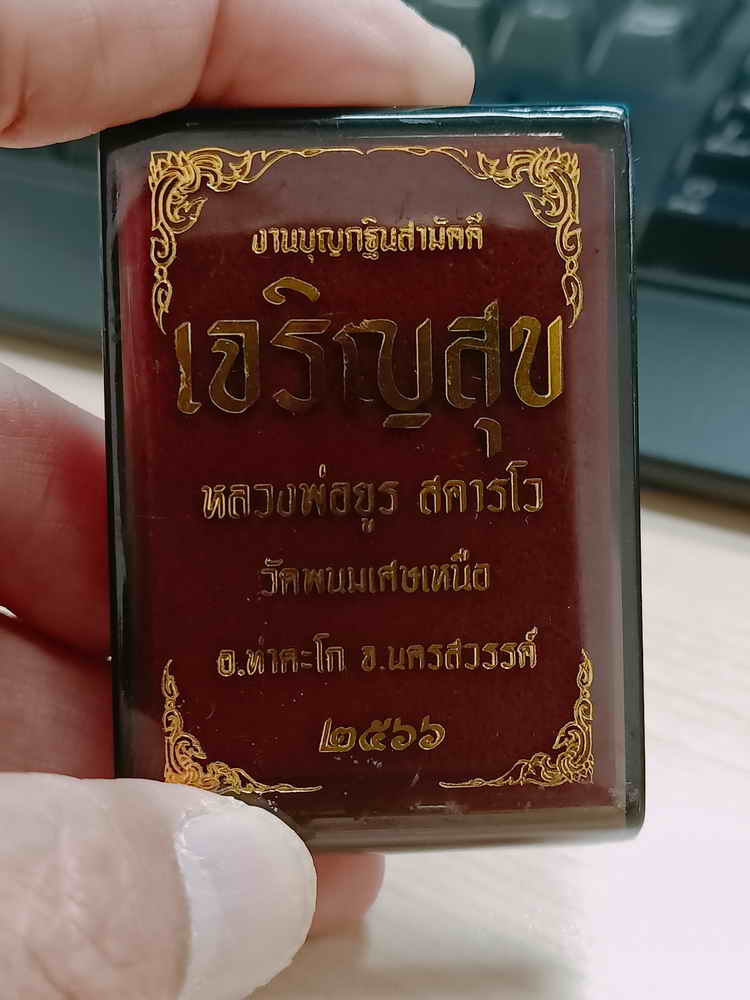 งานบุญกฐินสามัคคี
เจริญสุข
หลวงพ่อยูร สคารโว
วัดพนมเศษเหนือ
อ.ท่าตะโก จ.นครสวรรค์
๒๕๖๖